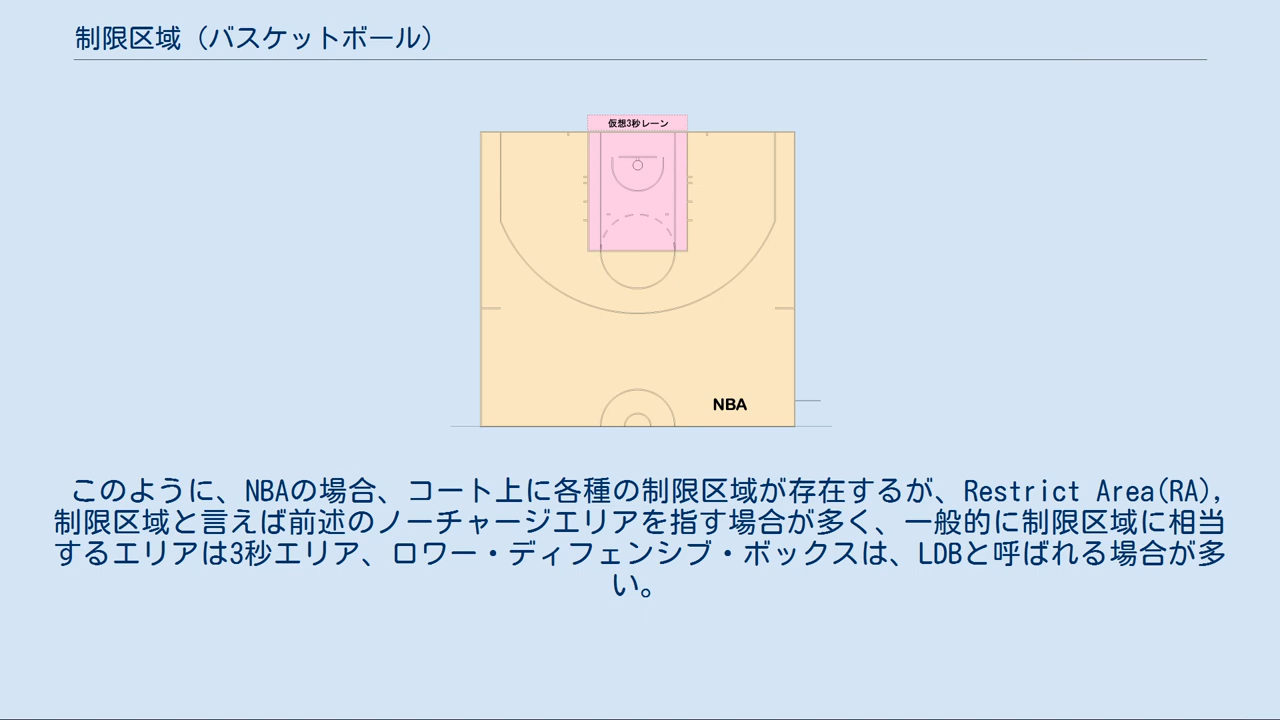 制限区域（バスケットボール）
仮想3秒レーン
NBA
このように、NBAの場合、コート上に各種の制限区域が存在するが、Restrict Area(RA),
制限区域と言えば前述のノーチャージエリアを指す場合が多く、一般的に制限区域に相当
するエリアは3秒エリア、ロワー・ディフェンシブ・ボックスは、LDBと呼ばれる場合が多
い。